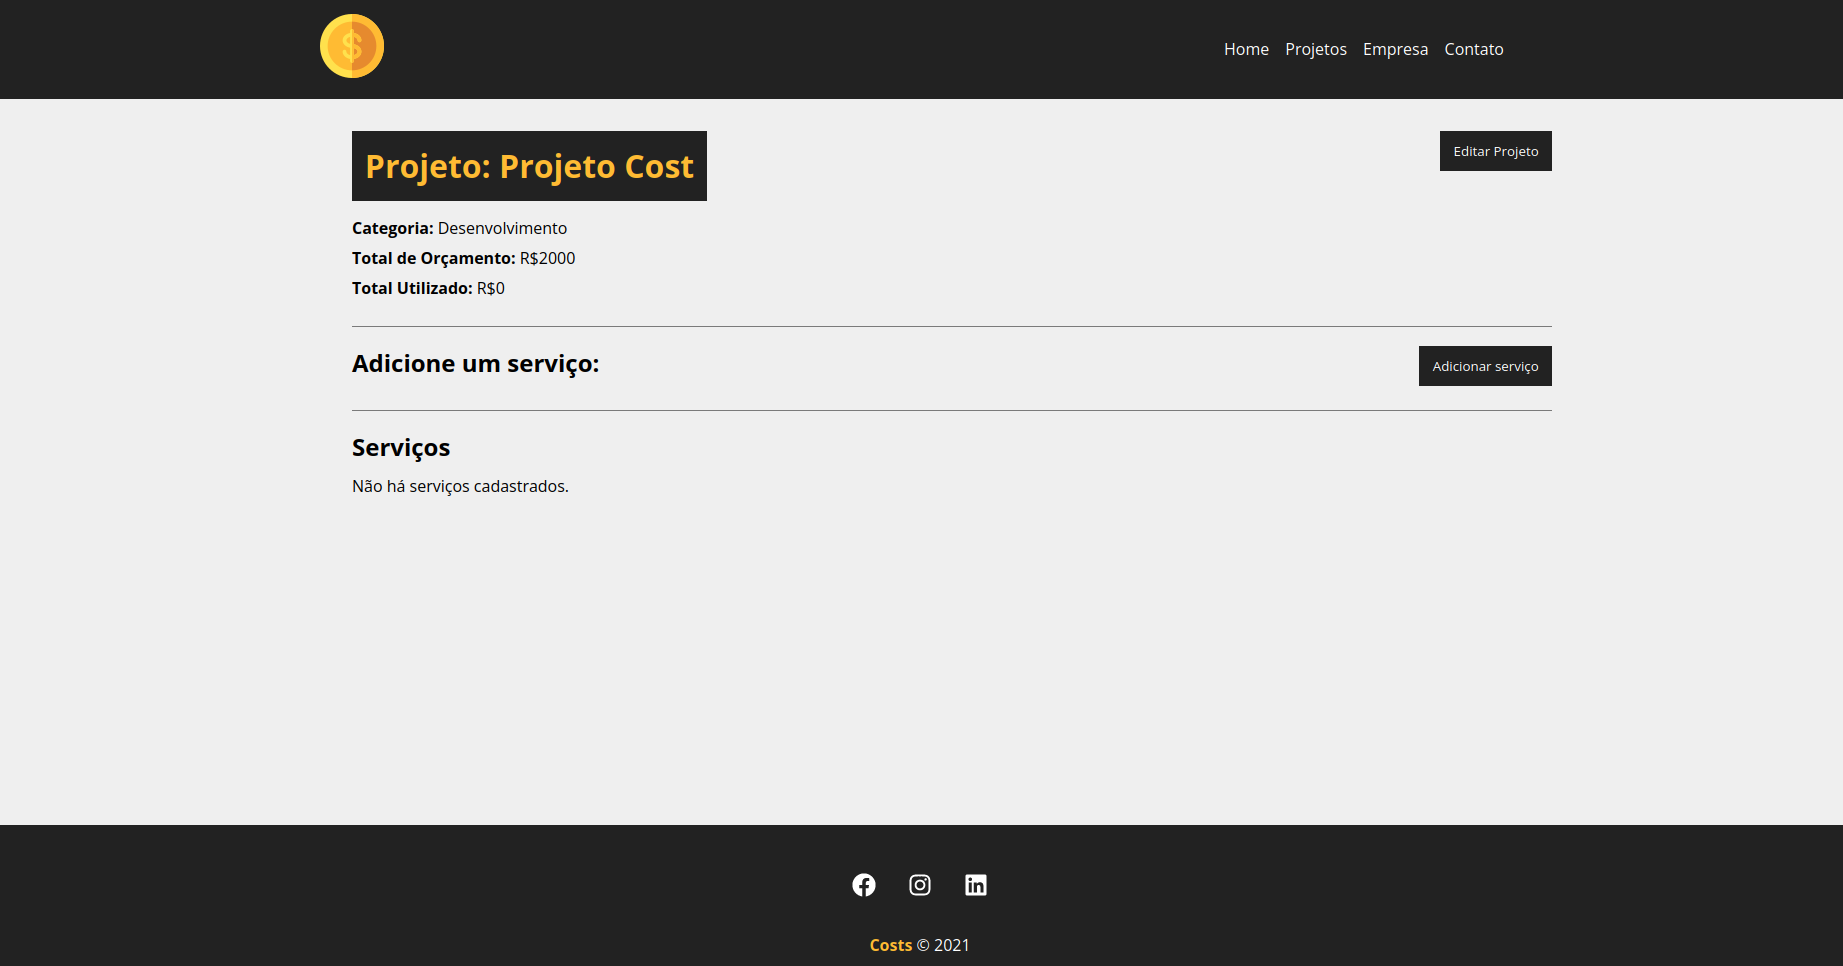 $
Home Projetos Empresa Contato
Projeto: Projeto Cost
Editar Projeto
Categoria: Desenvolvimento
Total de Orçamento: R$2000
Total Utilizado: R$0
Adicione um serviço:
Adicionar serviço
Serviços
Não há serviços cadastrados.
Costs © 2021